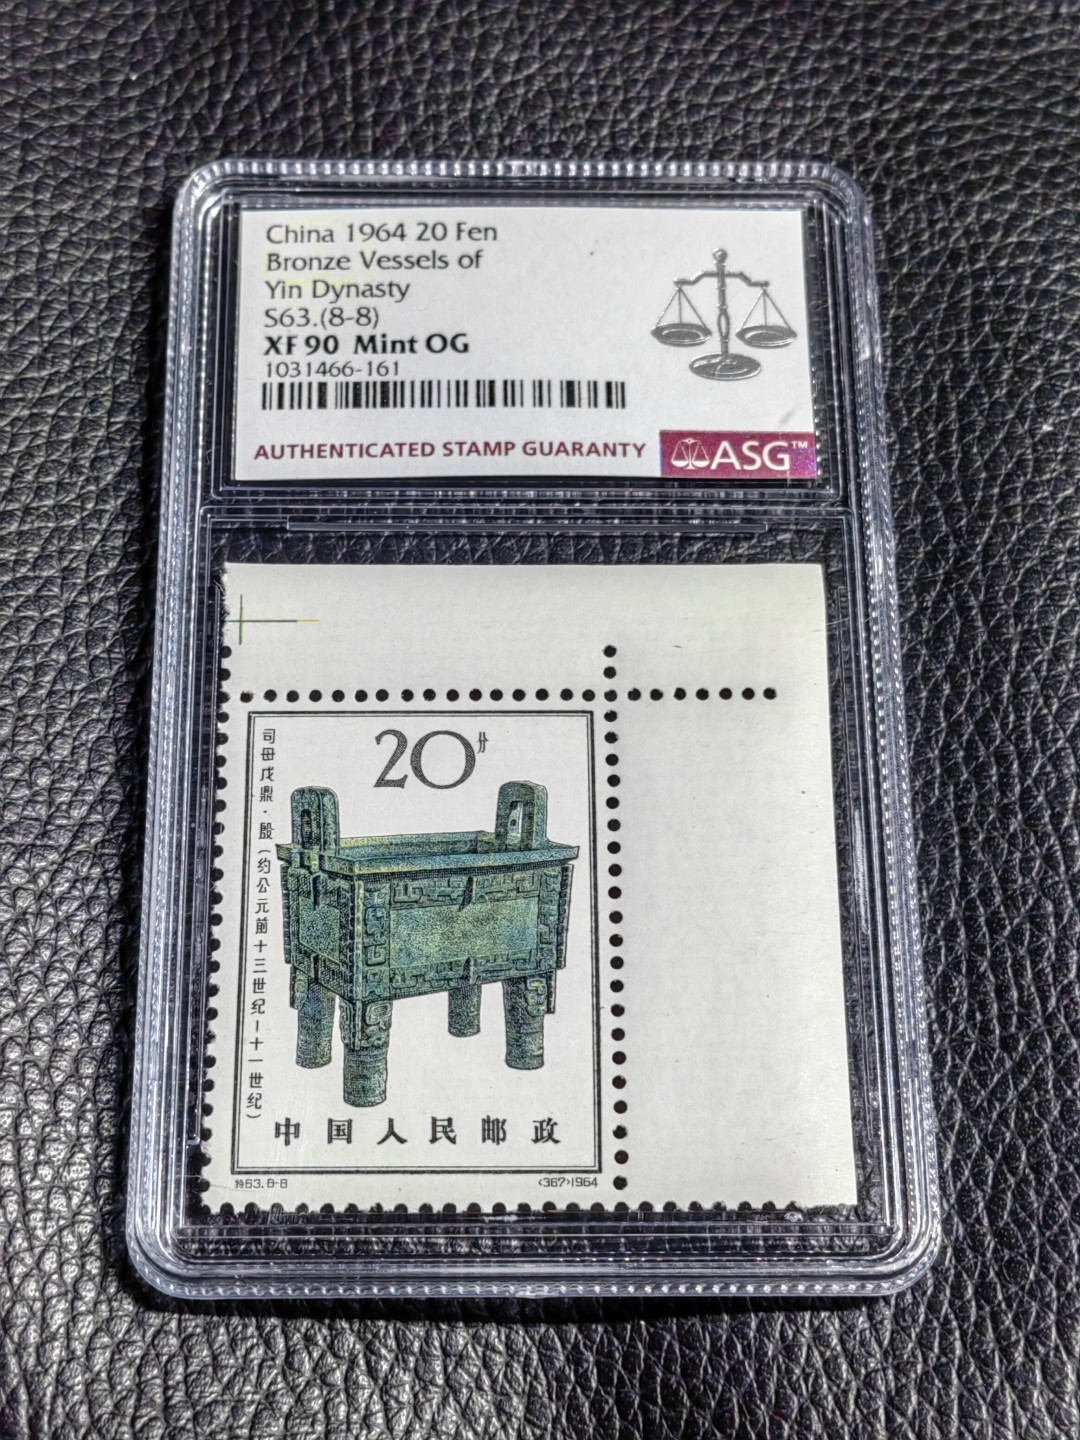 China 1964 20 Fen
Bronze Vessels of
Yin Dynasty
S63.(8-8)
XF 90 Mint OG
1031466-161
AUTHENTICATED STAMP GUARANTY
ASG™
20分
司母戊鼎·殷(约公元前十三世纪—十一世纪)
中国人民邮政
特63.8-8
<367>1964